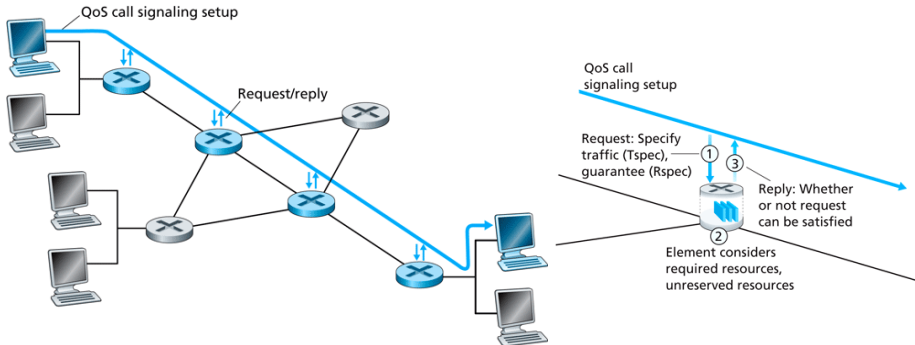 QoS call signaling setup
Request/reply
QoS call
signaling setup
Request: Specify
traffic (Tspec),
guarantee (Rspec)
1
3
Reply: Whether
or not request
can be satisfied
2
Element considers
required resources,
unreserved resources